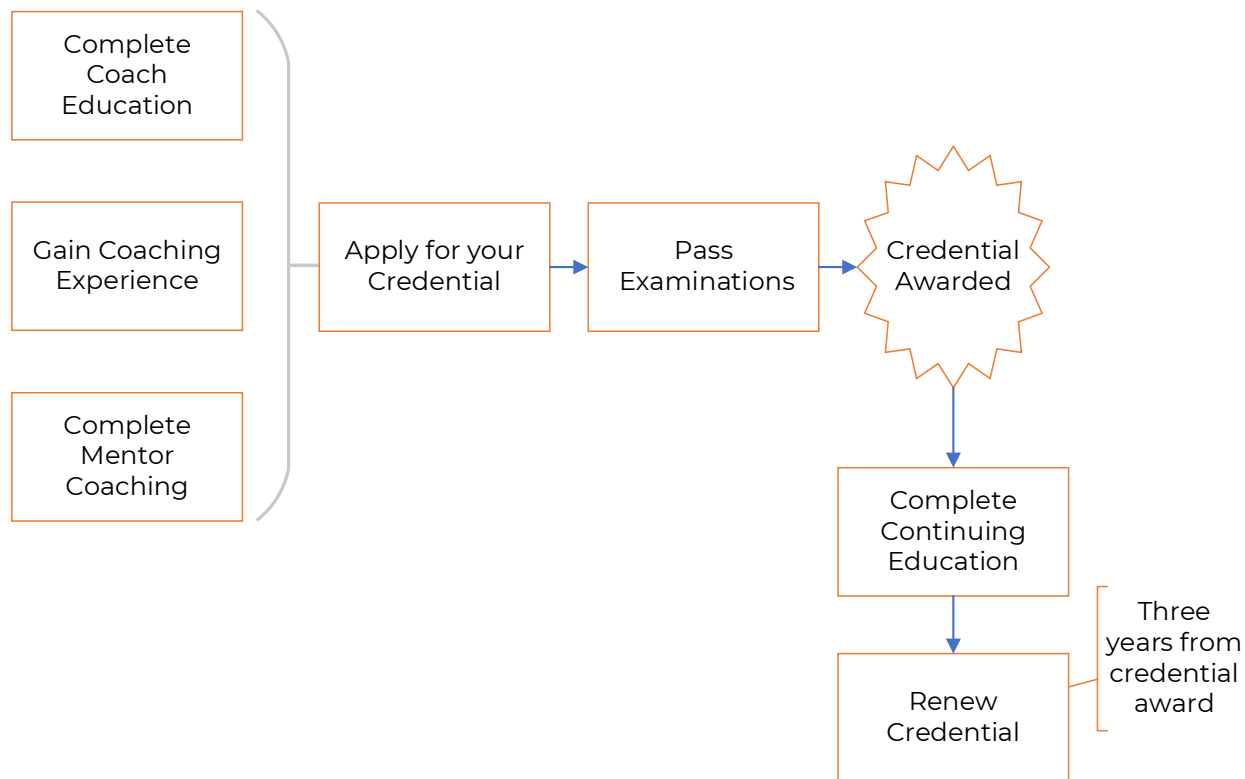 Complete
Coach
Education
Gain Coaching
Experience
Complete
Mentor
Coaching
Apply for your
Credential
Pass
Examinations
Credential
Awarded
Complete
Continuing
Education
Renew
Credential
Three
years from
credential
award